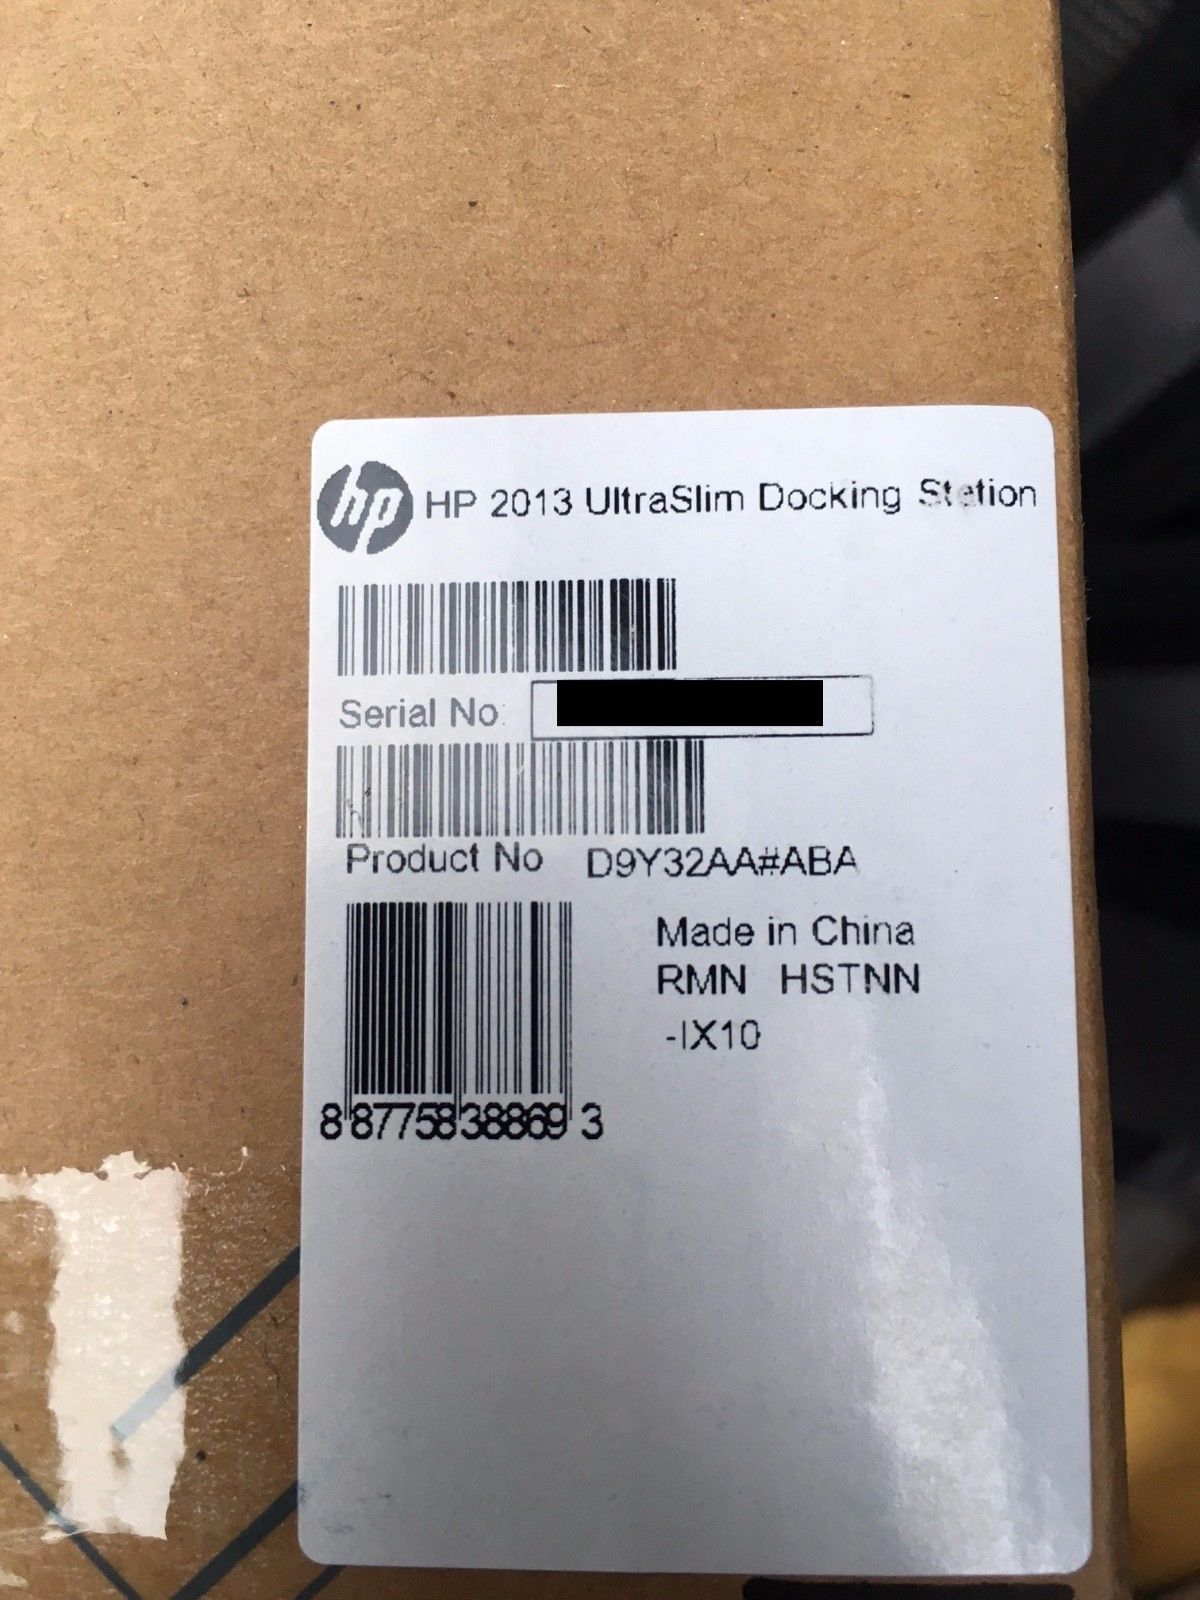 hp HP 2013 UltraSlim Docking Station
Serial No:
Product No D9Y32AA#ABA
Made in China
RMN HSTNN
-IX10
8 87758 38869 3